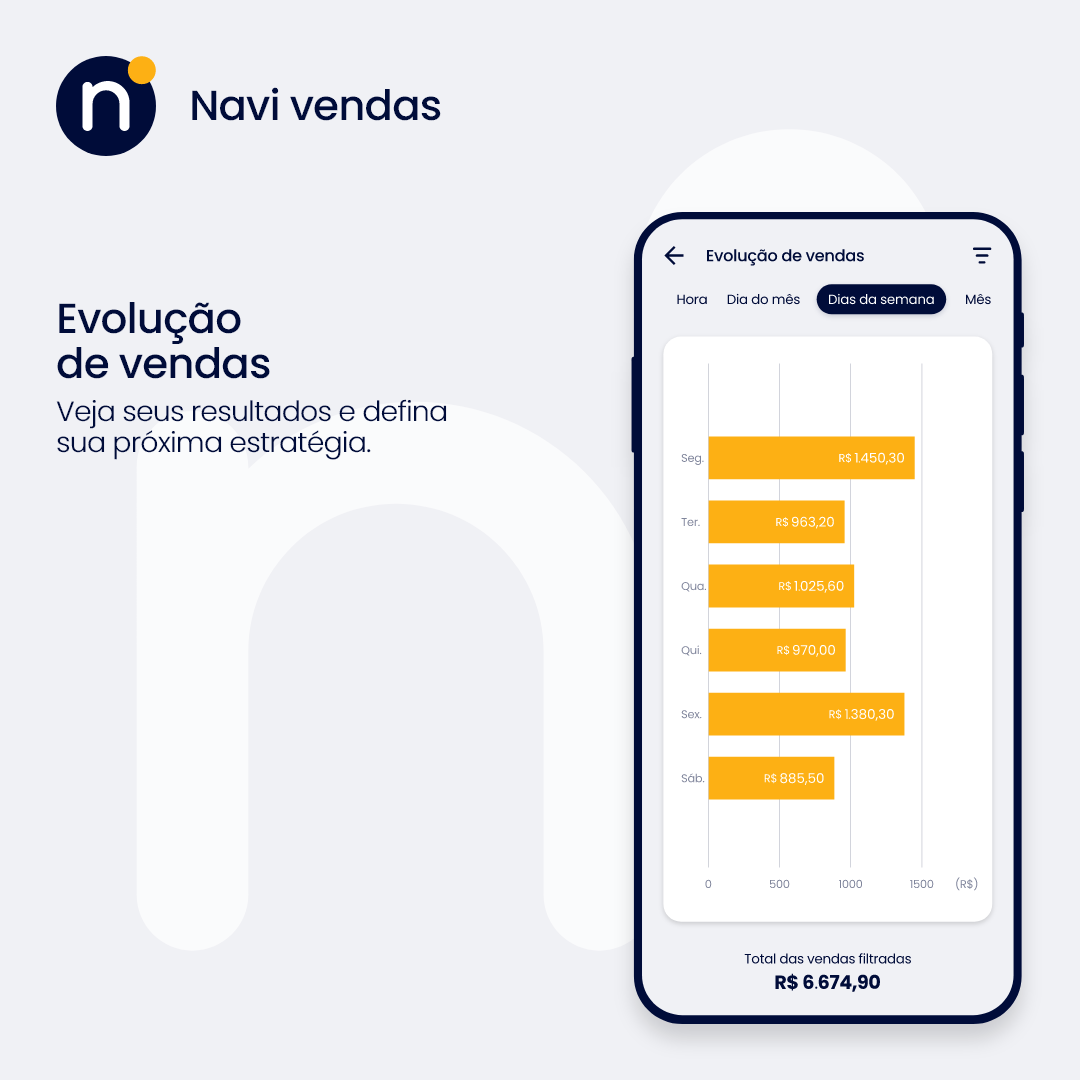 n
Navi vendas
Evolução
de vendas
Veja seus resultados e defina
sua próxima estratégia.
Evolução de vendas
Hora Dia do mês Dias da semana Mês
Seg. R$ 1.450,30
Ter. R$ 963,20
Qua. R$ 1.025,60
Qui. R$ 970,00
Sex. R$ 1.380,30
Sáb. R$ 885,50
0 500 1000 1500 (R$)
Total das vendas filtradas
R$ 6.674,90